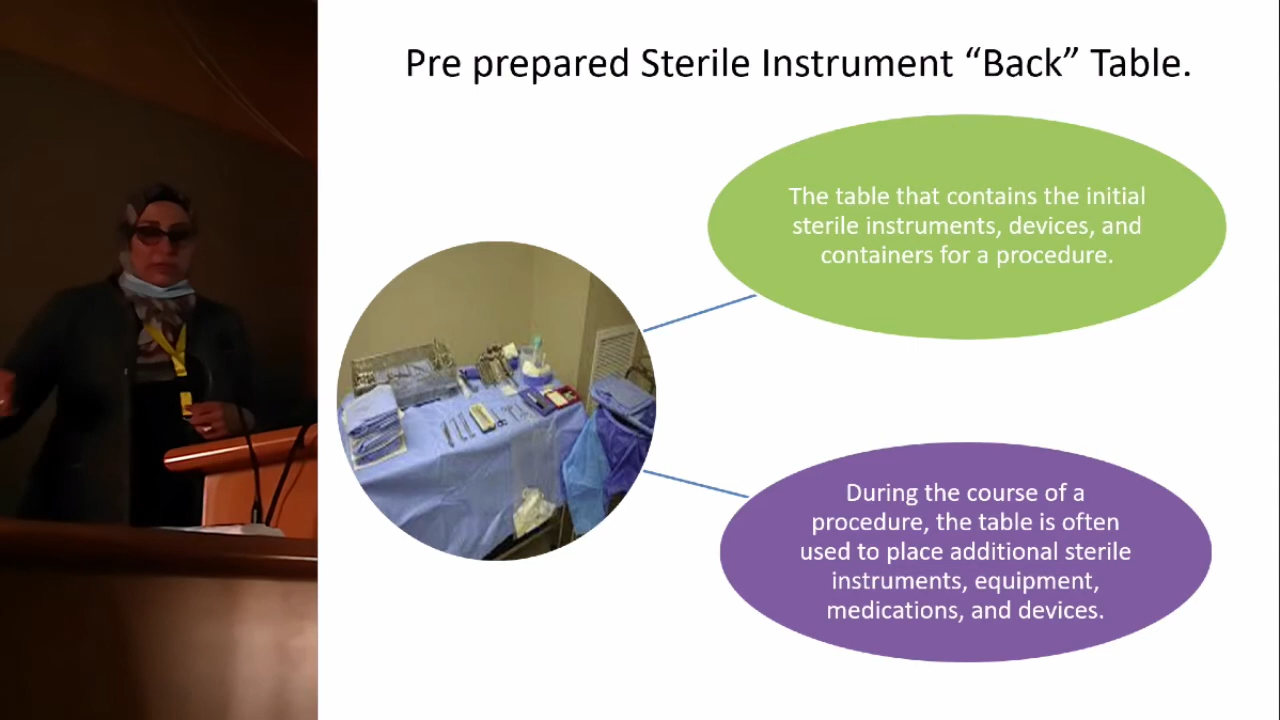 Pre prepared Sterile Instrument “Back” Table.
The table that contains the initial
sterile instruments, devices, and
containers for a procedure.
During the course of a
procedure, the table is often
used to place additional sterile
instruments, equipment,
medications, and devices.